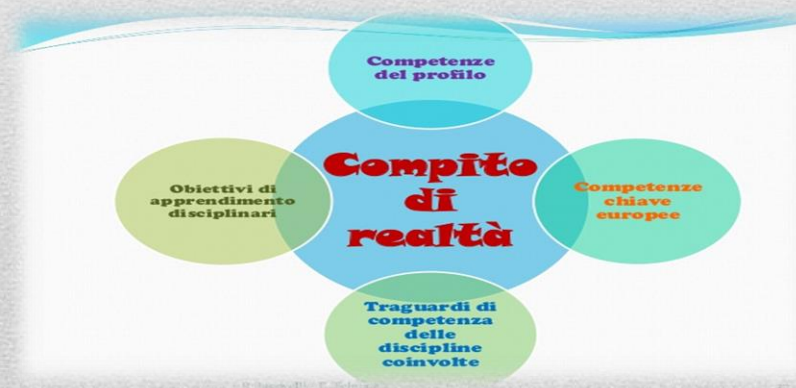 Competenze
del profilo
Compito
di
realtà
Obiettivi di
apprendimento
disciplinari
Competenze
chiave
europee
Traguardi di
competenza
delle
discipline
coinvolte